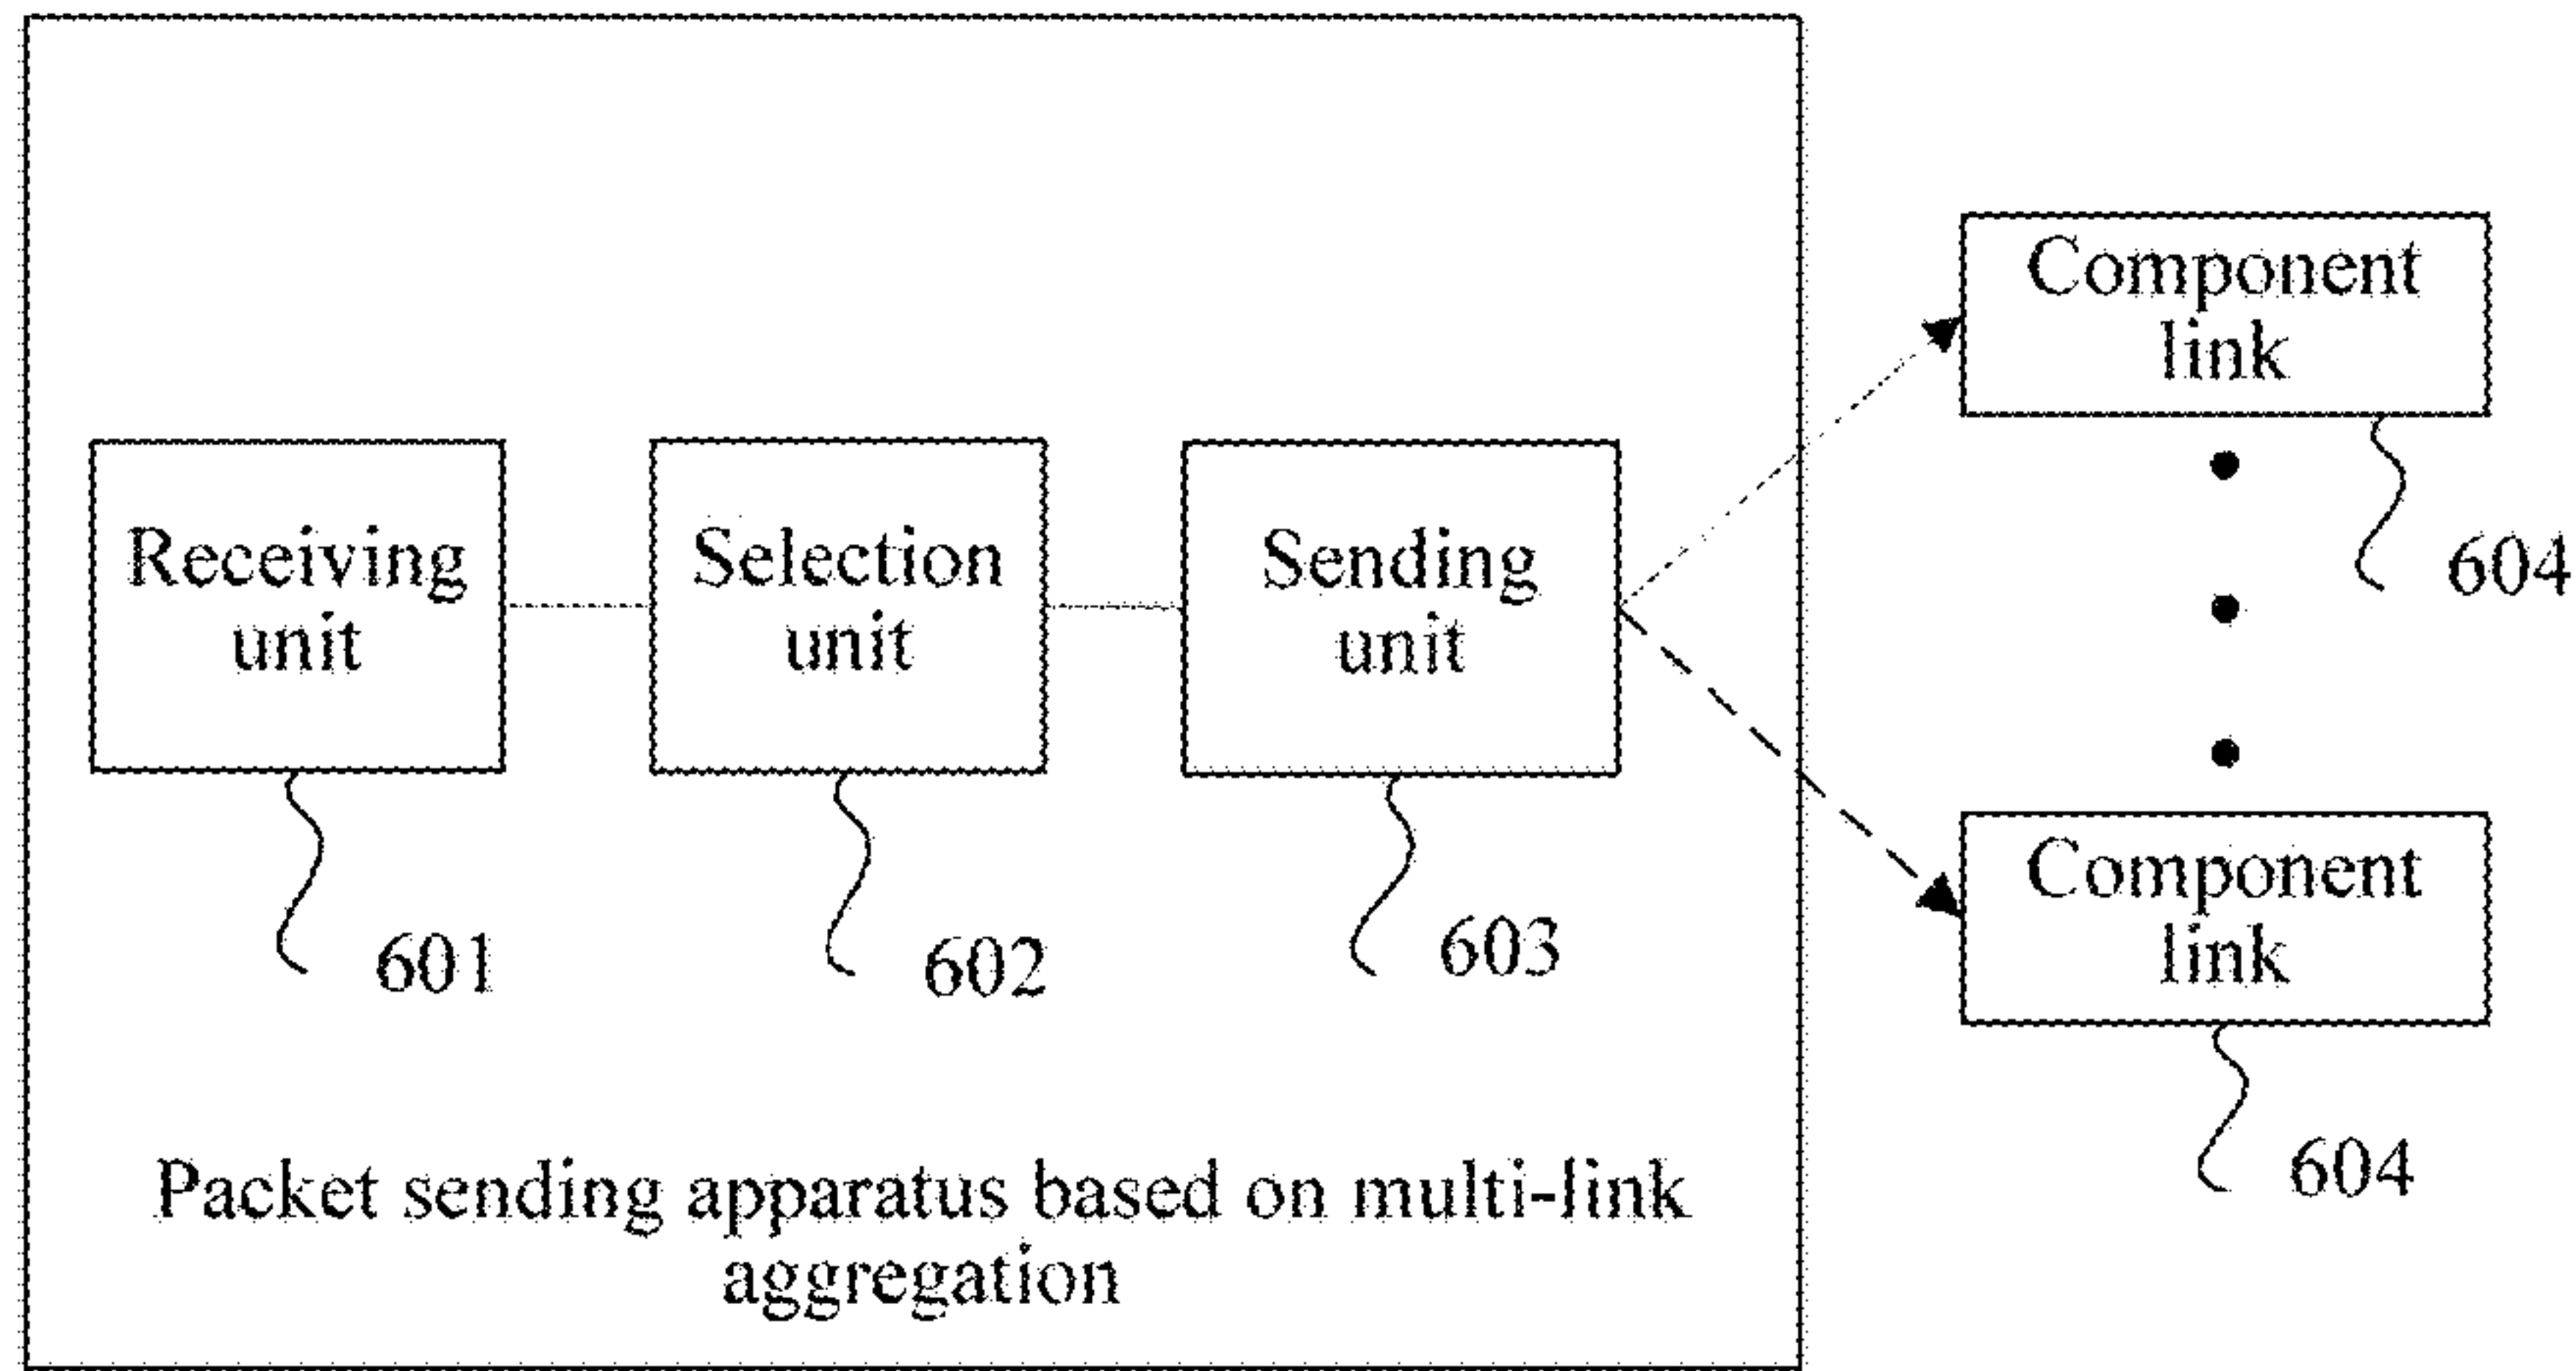 Component
link
604
Receiving
unit
Selection
unit
Sending
unit
601
602
603
Component
link
604
Packet sending apparatus based on multi-link
aggregation